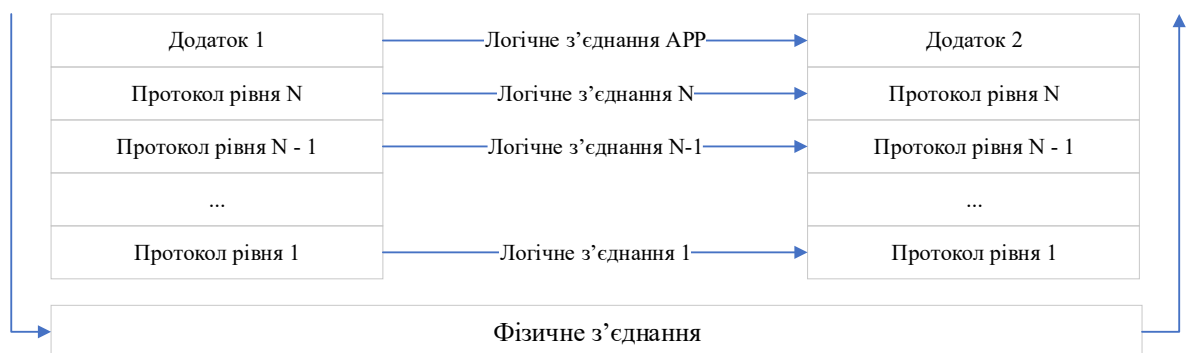 Додаток 1 Логічне з’єднання APP Додаток 2
Протокол рівня N Логічне з’єднання N Протокол рівня N
Протокол рівня N - 1 Логічне з’єднання N-1 Протокол рівня N - 1
... ...
Протокол рівня 1 Логічне з’єднання 1 Протокол рівня 1
Фізичне з’єднання